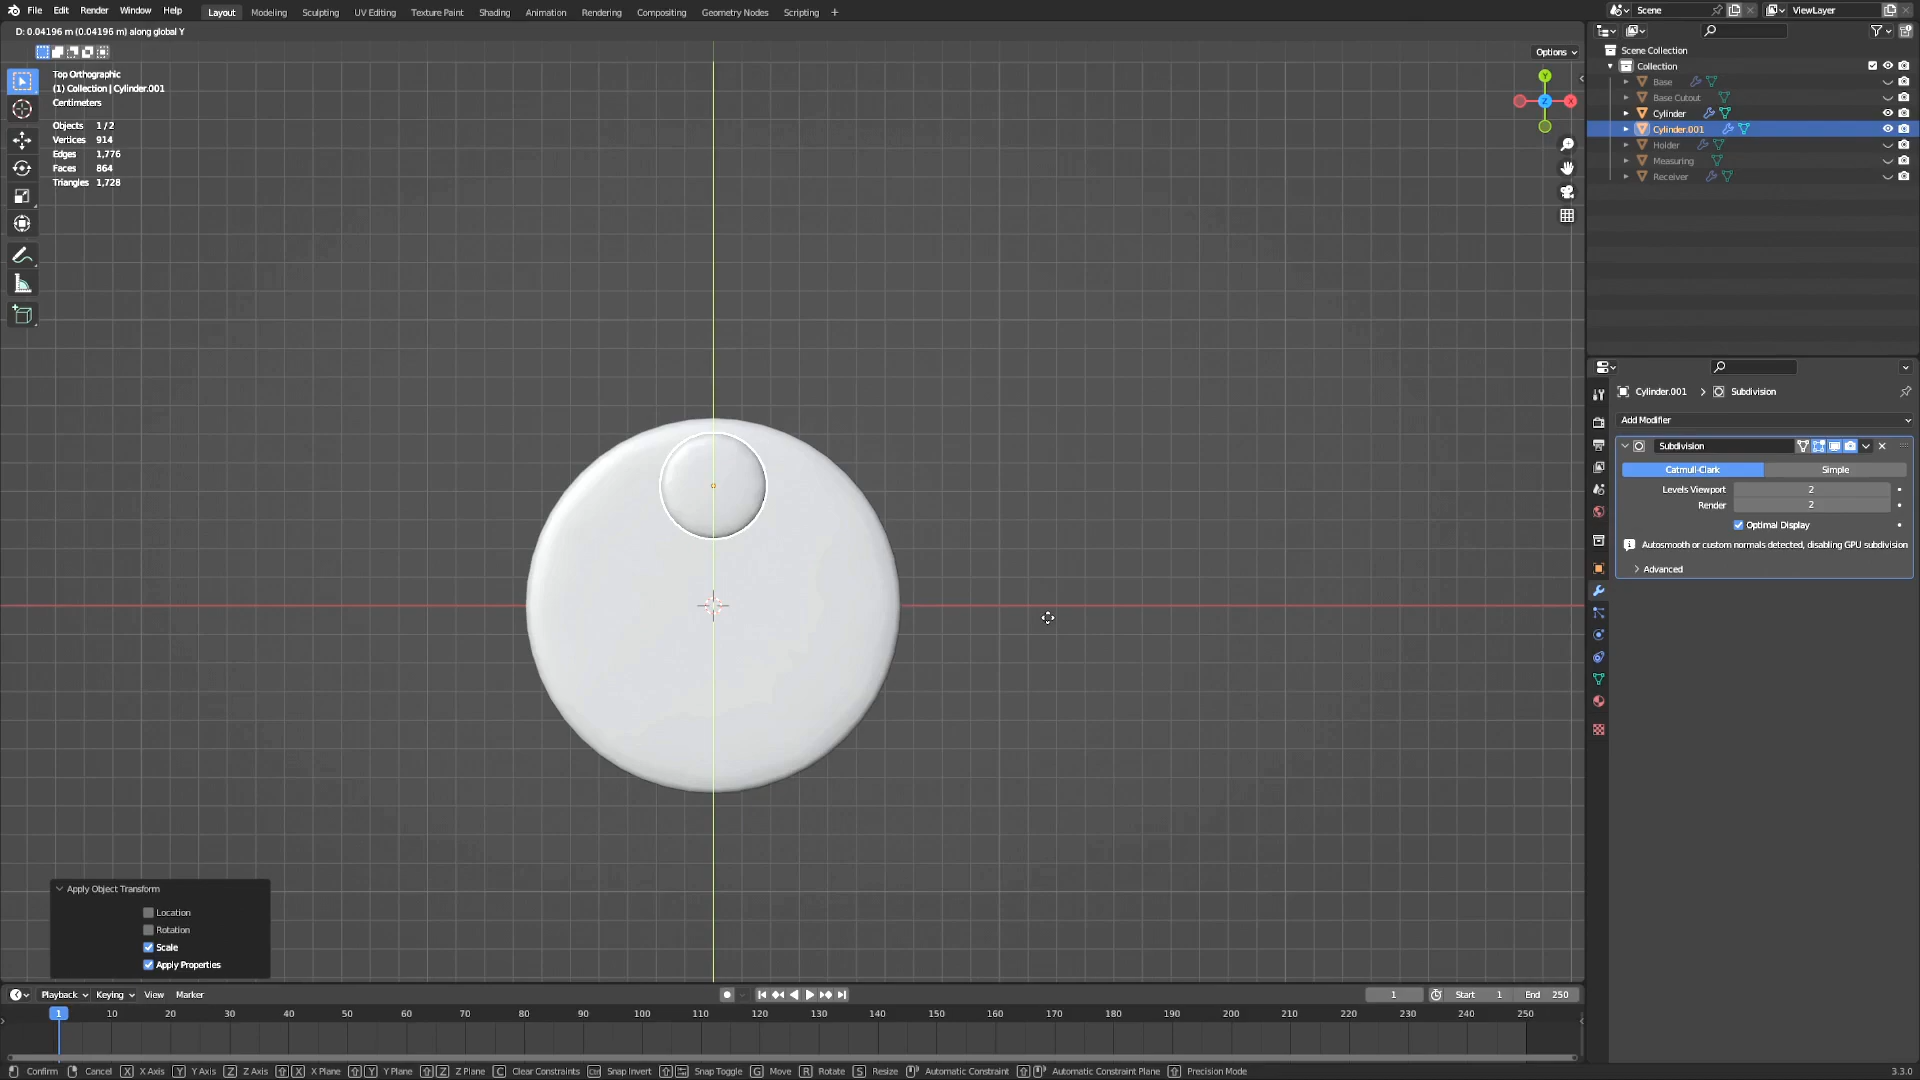 File Edit Render Window Help Layout Modeling Sculpting UV Editing Texture Paint Shading Animation Rendering Compositing Geometry Nodes Scripting + Scene ViewLayer
D: 0.04196 m (0.04196 m) along global Y
Options
Top Orthographic
(1) Collection | Cylinder.001
Centimeters
Objects 1/2
Vertices 914
Edges 1,776
Faces 864
Triangles 1,728
Y
X
Z
Scene Collection
Collection
Base
Base Cutout
Cylinder
Cylinder.001
Holder
Measuring
Receiver
Cylinder.001 > Subdivision
Add Modifier
Subdivision
Catmull-Clark Simple
Levels Viewport 2
Render 2
Optimal Display
Autosmooth or custom normals detected, disabling GPU subdivision
Advanced
Apply Object Transform
Location
Rotation
Scale
Apply Properties
Playback Keying View Marker 1 Start 1 End 250
1 10 20 30 40 50 60 70 80 90 100 110 120 130 140 150 160 170 180 190 200 210 220 230 240 250
Confirm Cancel X X Axis Y Y Axis Z Z Axis X X Plane Y Y Plane Z Z Plane C Clear Constraints Ctrl Snap Invert Snap Toggle G Move R Rotate S Resize Automatic Constraint Automatic Constraint Plane Precision Mode 3.3.0